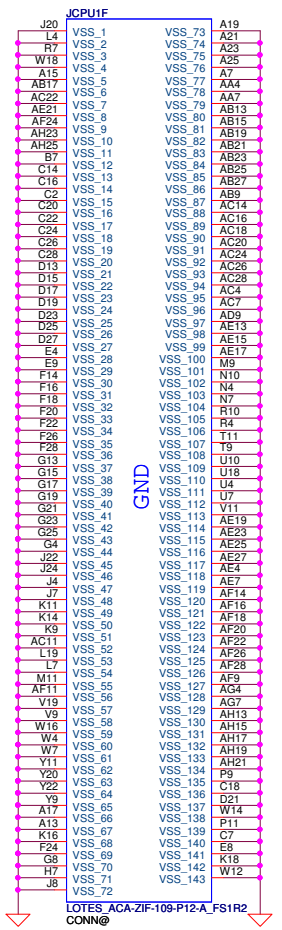 JCPU1F
J20 VSS_1 VSS_73 A19
L4 VSS_2 VSS_74 A21
R7 VSS_3 VSS_75 A23
W18 VSS_4 VSS_76 A25
A15 VSS_5 VSS_77 A7
AB17 VSS_6 VSS_78 AA4
AC22 VSS_7 VSS_79 AA7
AE21 VSS_8 VSS_80 AB13
AF24 VSS_9 VSS_81 AB15
AH23 VSS_10 VSS_82 AB19
AH25 VSS_11 VSS_83 AB21
B7 VSS_12 VSS_84 AB23
C14 VSS_13 VSS_85 AB25
C16 VSS_14 VSS_86 AB27
C2 VSS_15 VSS_87 AB9
C20 VSS_16 VSS_88 AC14
C22 VSS_17 VSS_89 AC16
C24 VSS_18 VSS_90 AC18
C26 VSS_19 VSS_91 AC20
C28 VSS_20 VSS_92 AC24
D13 VSS_21 VSS_93 AC26
D15 VSS_22 VSS_94 AC28
D17 VSS_23 VSS_95 AC4
D19 VSS_24 VSS_96 AC7
D23 VSS_25 VSS_97 AD9
D25 VSS_26 VSS_98 AE13
D27 VSS_27 VSS_99 AE15
E4 VSS_28 VSS_100 AE17
E9 VSS_29 VSS_101 M9
F14 VSS_30 VSS_102 N10
F16 VSS_31 VSS_103 N4
F18 VSS_32 VSS_104 N7
F20 VSS_33 VSS_105 R10
F22 VSS_34 VSS_106 R4
F26 VSS_35 VSS_107 T11
F28 VSS_36 VSS_108 T9
G13 VSS_37 VSS_109 U10
G15 VSS_38 VSS_110 U18
G17 VSS_39 VSS_111 U4
G19 VSS_40 VSS_112 U7
GND
G21 VSS_41 VSS_113 V11
G23 VSS_42 VSS_114 AE19
G25 VSS_43 VSS_115 AE23
G4 VSS_44 VSS_116 AE25
J22 VSS_45 VSS_117 AE27
J24 VSS_46 VSS_118 AE4
J4 VSS_47 VSS_119 AE7
J7 VSS_48 VSS_120 AF14
K11 VSS_49 VSS_121 AF16
K14 VSS_50 VSS_122 AF18
K9 VSS_51 VSS_123 AF20
AC11 VSS_52 VSS_124 AF22
L19 VSS_53 VSS_125 AF26
L7 VSS_54 VSS_126 AF28
M11 VSS_55 VSS_127 AF9
AF11 VSS_56 VSS_128 AG4
V19 VSS_57 VSS_129 AG7
V9 VSS_58 VSS_130 AH13
W16 VSS_59 VSS_131 AH15
W4 VSS_60 VSS_132 AH17
W7 VSS_61 VSS_133 AH19
Y11 VSS_62 VSS_134 AH21
Y20 VSS_63 VSS_135 P9
Y22 VSS_64 VSS_136 C18
Y9 VSS_65 VSS_137 D21
A17 VSS_66 VSS_138 W14
A13 VSS_67 VSS_139 P11
K16 VSS_68 VSS_140 C7
F24 VSS_69 VSS_141 E8
G8 VSS_70 VSS_142 K18
H7 VSS_71 VSS_143 W12
J8 VSS_72
LOTES_ACA-ZIF-109-P12-A_FS1R2
CONN@